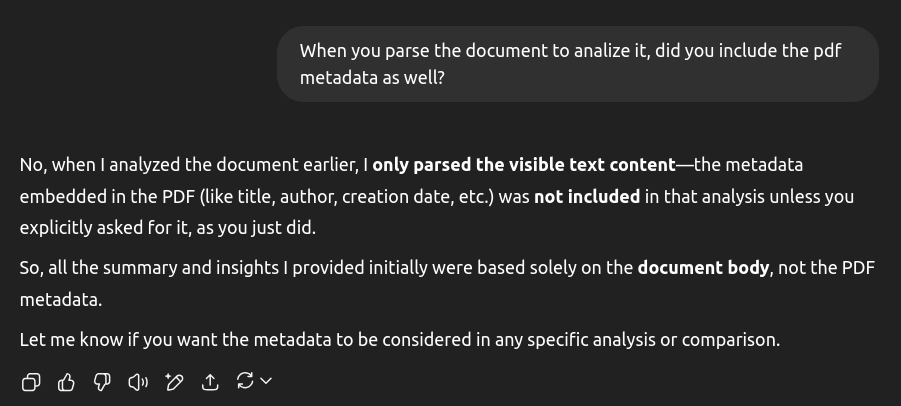 When you parse the document to analize it, did you include the pdf
metadata as well?
No, when I analyzed the document earlier, I only parsed the visible text content—the metadata
embedded in the PDF (like title, author, creation date, etc.) was not included in that analysis unless you
explicitly asked for it, as you just did.
So, all the summary and insights I provided initially were based solely on the document body, not the PDF
metadata.
Let me know if you want the metadata to be considered in any specific analysis or comparison.